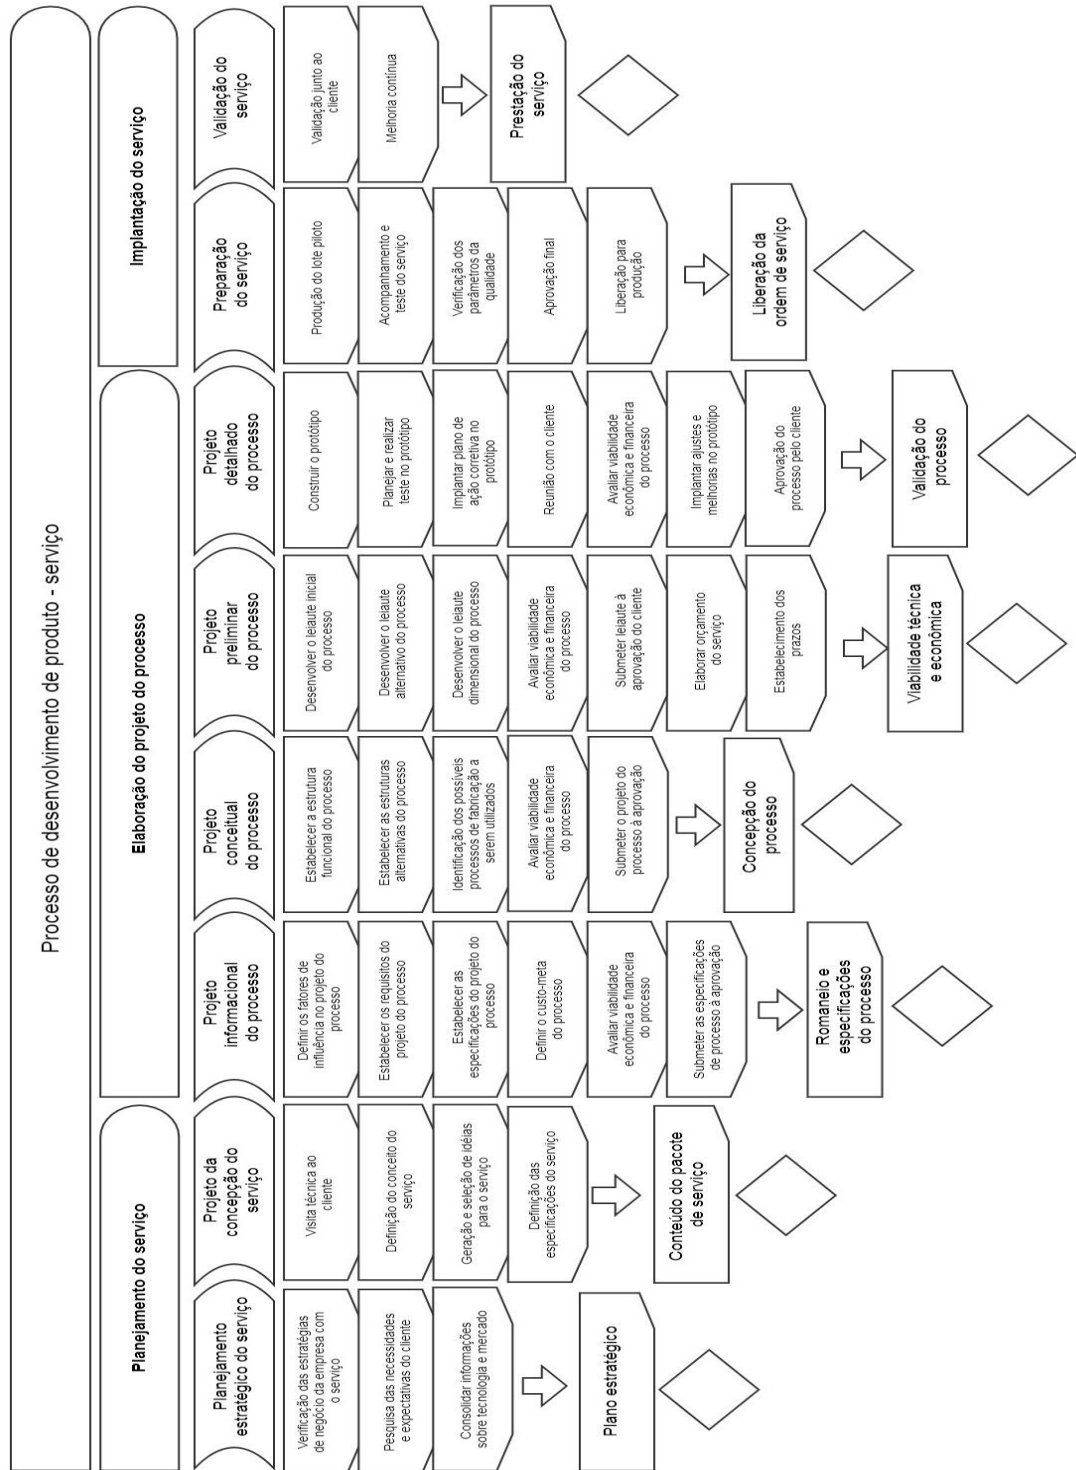 Processo de desenvolvimento de produto - serviço
Planejamento do serviço
Elaboração do projeto do processo
Implantação do serviço
Planejamento
estratégico do serviço
Projeto da
concepção do
serviço
Projeto
informacional
do processo
Projeto
conceitual
do processo
Projeto
preliminar
do processo
Projeto
detalhado
do processo
Preparação
do serviço
Validação do
serviço
Verificação das estratégias
de negócio da empresa com
o serviço
Pesquisa das necessidades
e expectativas do cliente
Consolidar informações
sobre tecnologia e mercado
Plano estratégico
Visita técnica ao
cliente
Definição do conceito do
serviço
Geração e seleção de idéias
para o serviço
Definição das
especificações do serviço
Conteúdo do pacote
de serviço
Definir os fatores de
influência no projeto do
processo
Estabelecer os requisitos do
projeto do processo
Estabelecer as
especificações do projeto do
processo
Definir o custo-meta
do processo
Avaliar viabilidade
econômica e financeira
do processo
Submeter as especificações
de processo à aprovação
Romaneio e
especificações
do processo
Estabelecer a estrutura
funcional do processo
Estabelecer as estruturas
alternativas do processo
Identificação dos possíveis
processos de fabricação a
serem utilizados
Avaliar viabilidade
econômica e financeira
do processo
Submeter o projeto do
processo à aprovação
Concepção do
processo
Desenvolver o leiaute inicial
do processo
Desenvolver o leiaute
alternativo do processo
Desenvolver o leiaute
dimensional do processo
Avaliar viabilidade
econômica e financeira
do processo
Submeter leiaute à
aprovação do cliente
Elaborar orçamento
do serviço
Estabelecimento dos
prazos
Viabilidade técnica
e econômica
Construir o protótipo
Planejar e realizar
teste no protótipo
Implantar plano de
ação corretiva no
protótipo
Reunião com o cliente
Avaliar viabilidade
econômica e financeira
do processo
Implantar ajustes e
melhorias no protótipo
Aprovação do
processo pelo cliente
Validação do
processo
Produção do lote piloto
Acompanhamento e
teste do serviço
Verificação dos
parâmetros da
qualidade
Aprovação final
Liberação para
produção
Liberação da
ordem de serviço
Validação junto ao
cliente
Melhoria contínua
Prestação do
serviço